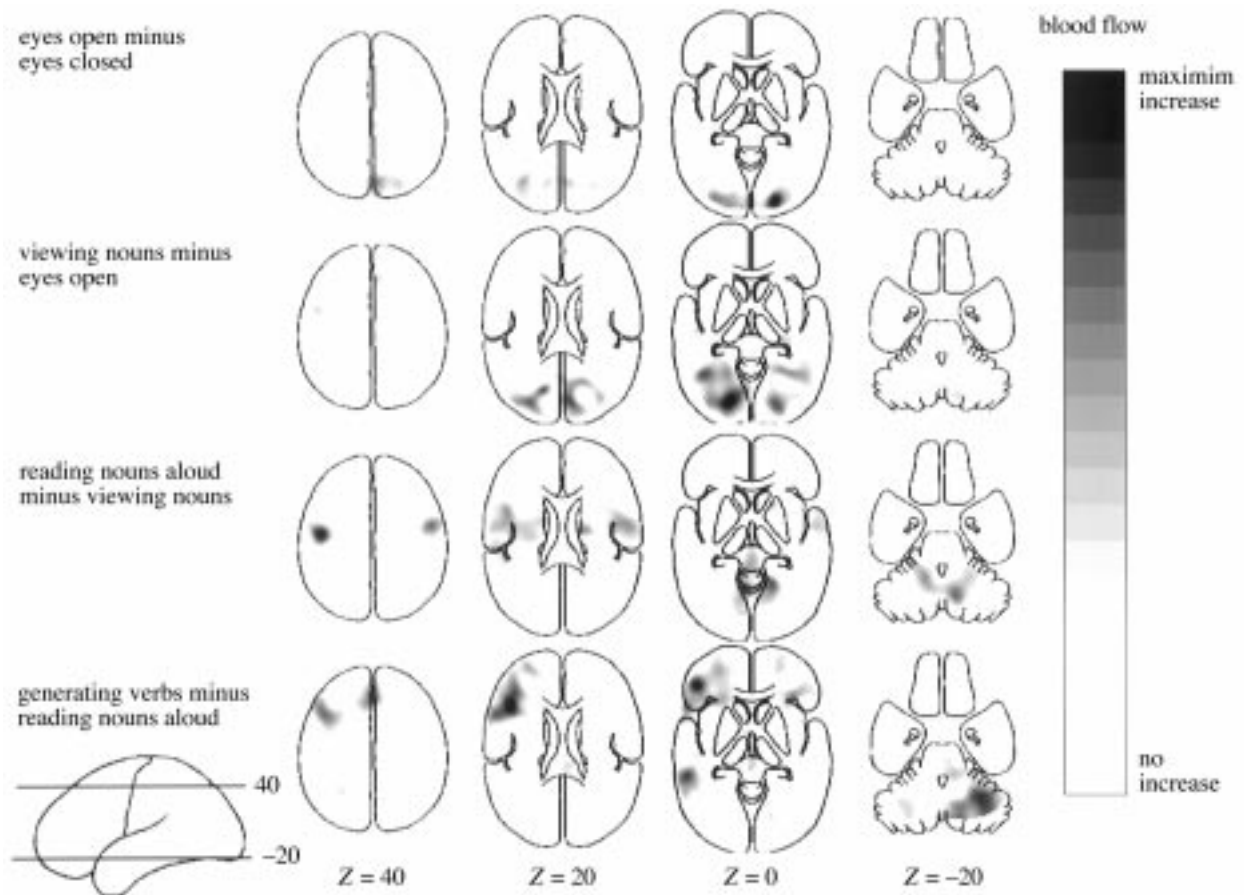 eyes open minus
eyes closed
blood flow
maximim
increase
viewing nouns minus
eyes open
reading nouns aloud
minus viewing nouns
generating verbs minus
reading nouns aloud
no
increase
40
−20
Z = 40
Z = 20
Z = 0
Z = −20